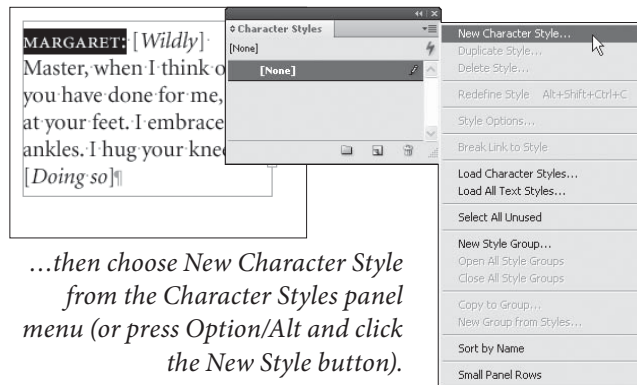 MARGARET: [Wildly]
Master, when I think o
you have done for me,
at your feet. I embrace
ankles. I hug your knee
[Doing so]¶
Character Styles
[None]
[None]
New Character Style...
Duplicate Style...
Delete Style...
Redefine Style Alt+Shift+Ctrl+C
Style Options...
Break Link to Style
Load Character Styles...
Load All Text Styles...
Select All Unused
New Style Group...
Open All Style Groups
Close All Style Groups
Copy to Group...
New Group from Styles...
Sort by Name
Small Panel Rows
…then choose New Character Style
from the Character Styles panel
menu (or press Option/Alt and click
the New Style button).